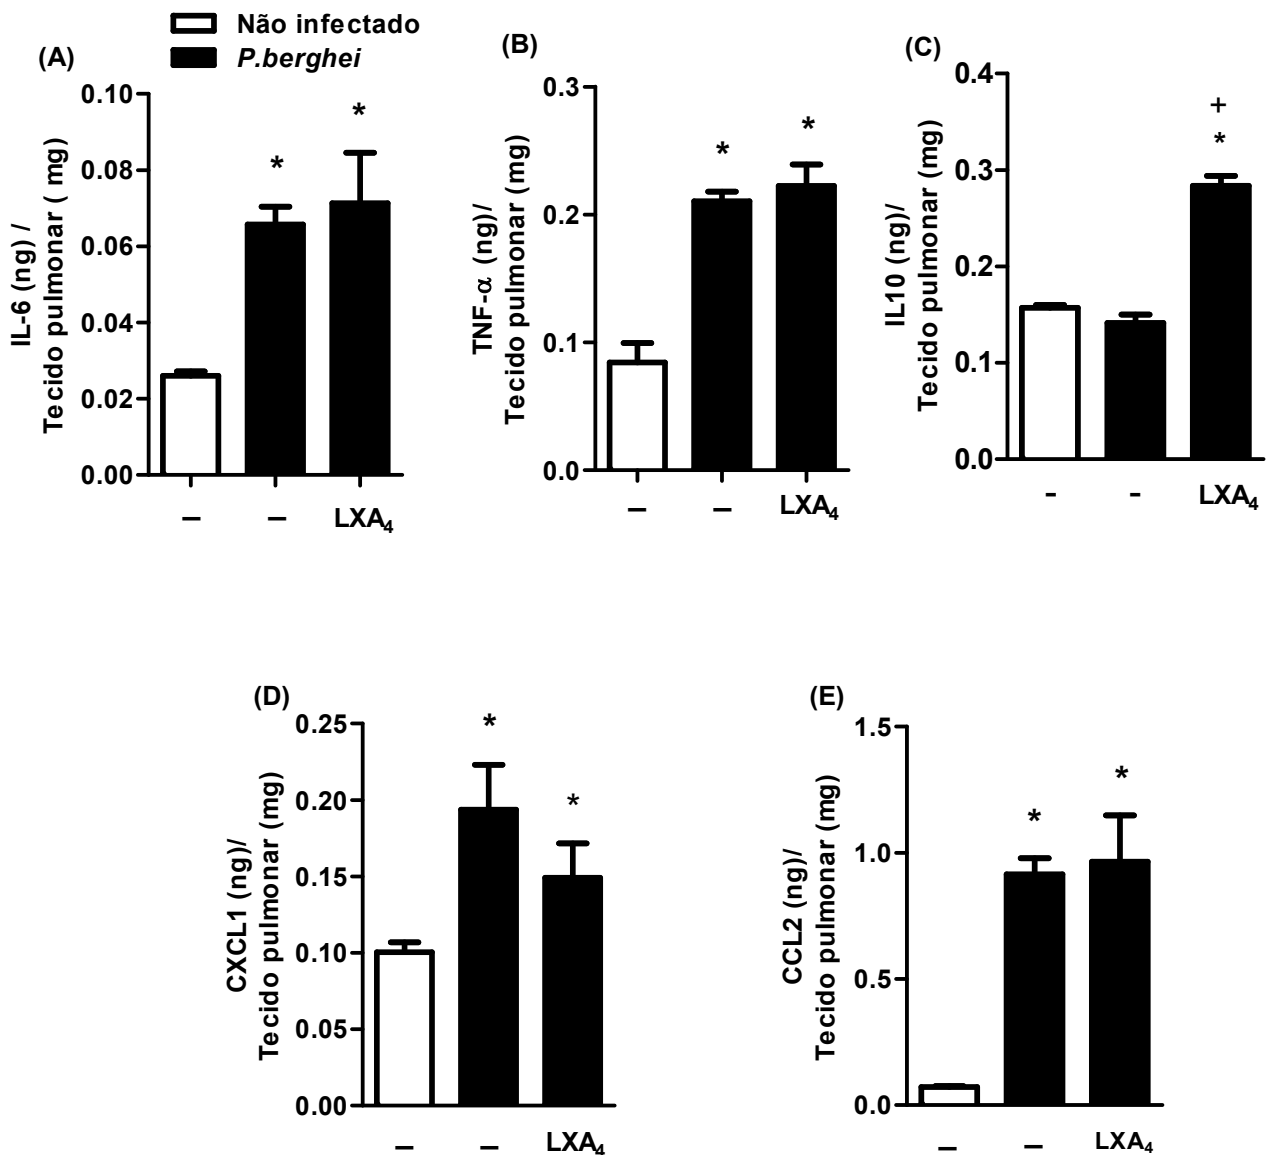 Não infectado
P.berghei
(A)
IL-6 (ng) /
Tecido pulmonar ( mg)
0.10
0.08
0.06
0.04
0.02
0.00
*
*
– – LXA₄
(B)
TNF-α (ng)/
Tecido pulmonar (mg)
0.3
0.2
0.1
0.0
*
*
– – LXA₄
(C)
IL10 (ng)/
Tecido pulmonar (mg)
0.4
0.3
0.2
0.1
0.0
+
*
- - LXA₄
(D)
CXCL1 (ng)/
Tecido pulmonar (mg)
0.25
0.20
0.15
0.10
0.05
0.00
*
*
– – LXA₄
(E)
CCL2 (ng)/
Tecido pulmonar (mg)
1.5
1.0
0.5
0.0
*
*
– – LXA₄